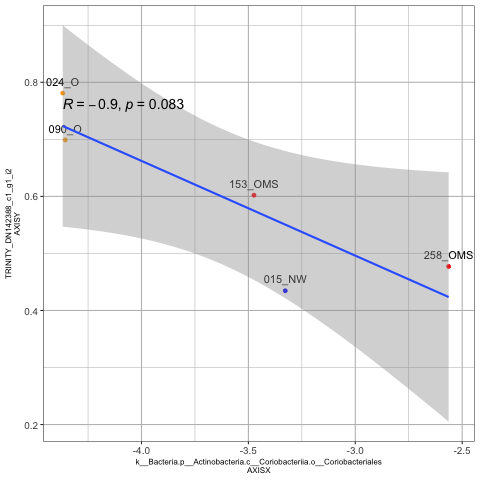 024_O
0.8
R = −0.9, p = 0.083
090_O
153_OMS
0.6
258_OMS
015_NW
0.4
0.2
TRINITY_DN142388_c1_g1_i2
AXISY
-4.0 -3.5 -3.0 -2.5
k__Bacteria.p__Actinobacteria.c__Coriobacteriia.o__Coriobacteriales
AXISX